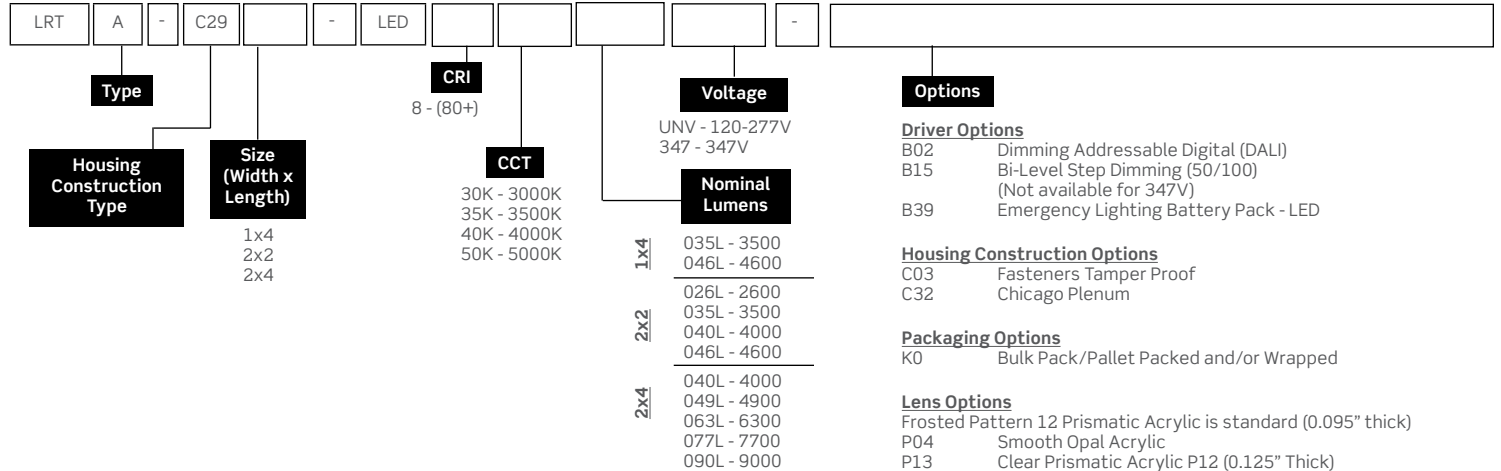 LRT A - C29 - LED -
Type
Housing
Construction
Type
Size
(Width x
Length)
1x4
2x2
2x4
CRI
8 - (80+)
CCT
30K - 3000K
35K - 3500K
40K - 4000K
50K - 5000K
Voltage
UNV - 120-277V
347 - 347V
Nominal
Lumens
1x4
035L - 3500
046L - 4600
2x2
026L - 2600
035L - 3500
040L - 4000
046L - 4600
2x4
040L - 4000
049L - 4900
063L - 6300
077L - 7700
090L - 9000
Options
Driver Options
B02 Dimming Addressable Digital (DALI)
B15 Bi-Level Step Dimming (50/100)
(Not available for 347V)
B39 Emergency Lighting Battery Pack - LED
Housing Construction Options
C03 Fasteners Tamper Proof
C32 Chicago Plenum
Packaging Options
K0 Bulk Pack/Pallet Packed and/or Wrapped
Lens Options
Frosted Pattern 12 Prismatic Acrylic is standard (0.095” thick)
P04 Smooth Opal Acrylic
P13 Clear Prismatic Acrylic P12 (0.125” Thick)